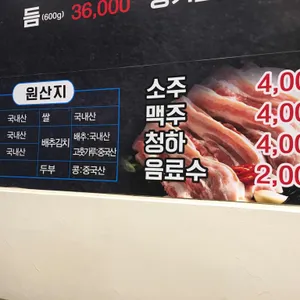 듬(600g) 36,000
원산지
국내산 쌀 국내산
국내산 배추김치 배추:국내산
국내산 고춧가루:중국산
두부 콩:중국산
소주 4,00
맥주 4,00
청하 4,00
음료수 2,00